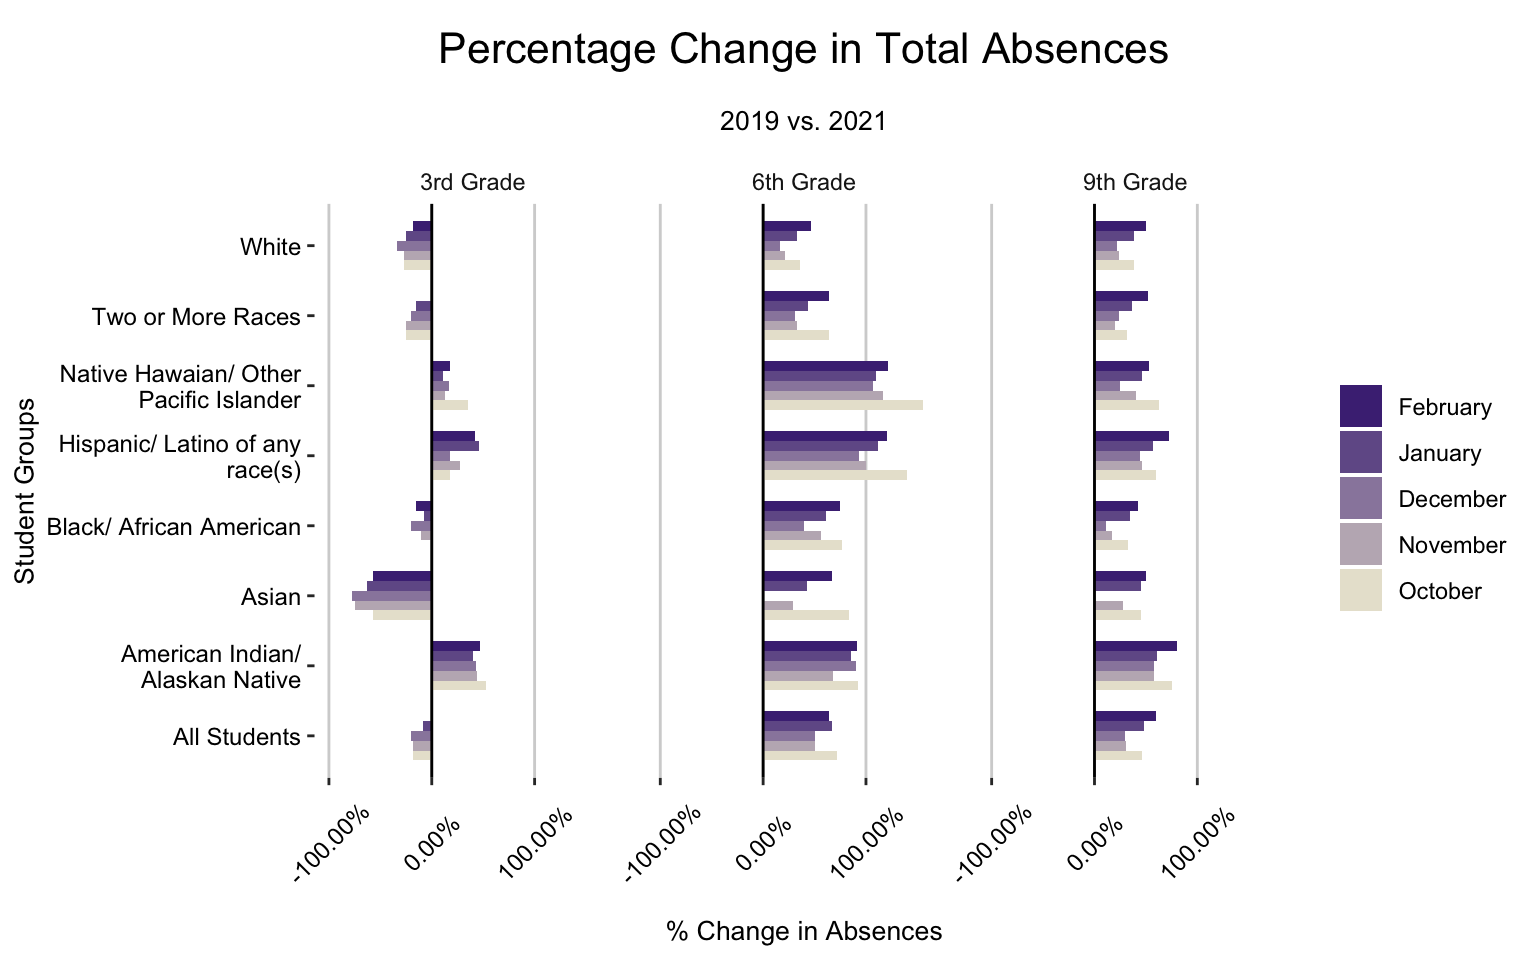 Percentage Change in Total Absences
2019 vs. 2021
3rd Grade
6th Grade
9th Grade
Student Groups
White
Two or More Races
Native Hawaian/ Other
Pacific Islander
Hispanic/ Latino of any
race(s)
Black/ African American
Asian
American Indian/
Alaskan Native
All Students
-100.00%
0.00%
100.00%
-100.00%
0.00%
100.00%
-100.00%
0.00%
100.00%
% Change in Absences
February
January
December
November
October